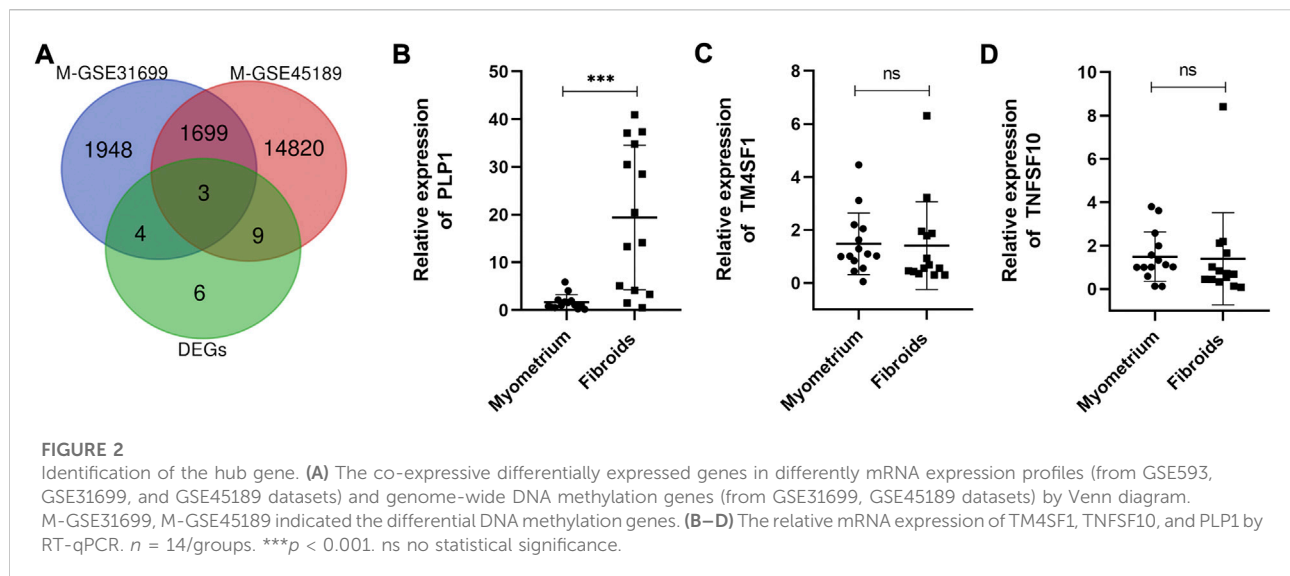 A
M-GSE31699
M-GSE45189
1948
1699
14820
3
4
9
6
DEGs
B
Relative expression
of PLP1
50
40
30
20
10
0
***
Myometrium
Fibroids
C
Relative expression
of TM4SF1
8
6
4
2
0
ns
Myometrium
Fibroids
D
Relative expression
of TNFSF10
10
8
6
4
2
0
ns
Myometrium
Fibroids
FIGURE 2
Identification of the hub gene. (A) The co-expressive differentially expressed genes in differently mRNA expression profiles (from GSE593,
GSE31699, and GSE45189 datasets) and genome-wide DNA methylation genes (from GSE31699, GSE45189 datasets) by Venn diagram.
M-GSE31699, M-GSE45189 indicated the differential DNA methylation genes. (B–D) The relative mRNA expression of TM4SF1, TNFSF10, and PLP1 by
RT-qPCR. n = 14/groups. ***p < 0.001. ns no statistical significance.